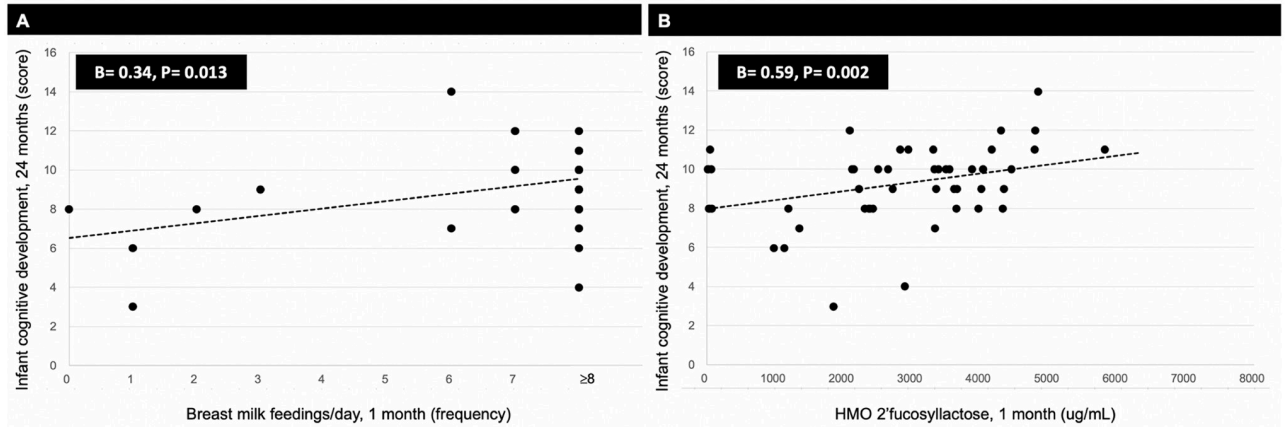 A
Infant cognitive development, 24 months (score)
16
14
12
10
8
6
4
2
0
B= 0.34, P= 0.013
0 1 2 3 4 5 6 7 ≥8
Breast milk feedings/day, 1 month (frequency)
B
Infant cognitive development, 24 months (score)
16
14
12
10
8
6
4
2
0
B= 0.59, P= 0.002
0 1000 2000 3000 4000 5000 6000 7000 8000
HMO 2'fucosyllactose, 1 month (ug/mL)